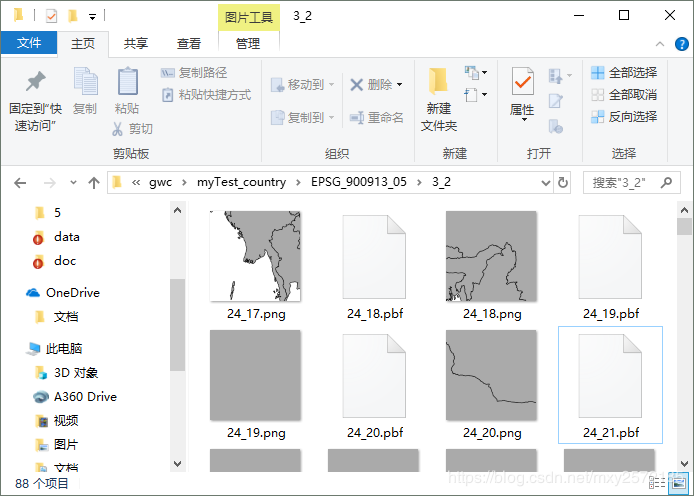 图片工具
3_2
文件
主页
共享
查看
管理
固定到“快
速访问”
复制
粘贴
复制路径
粘贴快捷方式
剪切
剪贴板
移动到
复制到
删除
重命名
组织
新建
文件夹
新建
属性
打开
全部选择
全部取消
反向选择
选择
« gwc › myTest_country › EPSG_900913_05 › 3_2
搜索"3_2"
5
data
doc
OneDrive
文档
此电脑
3D 对象
A360 Drive
视频
图片
文档
24_17.png
24_18.pbf
24_18.png
24_19.pbf
24_19.png
24_20.pbf
24_20.png
24_21.pbf
88 个项目